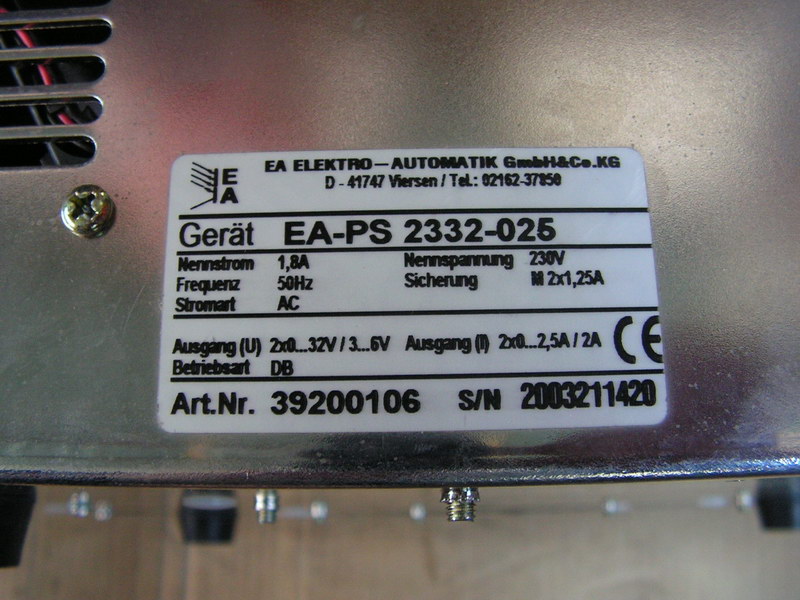 EA
EA ELEKTRO-AUTOMATIK GmbH&Co.KG
D - 41747 Viersen / Tel.: 02162-37850
Gerät EA-PS 2332-025
Nennstrom 1,8A Nennspannung 230V
Frequenz 50Hz Sicherung M 2x1,25A
Stromart AC
Ausgang (U) 2x0...32V / 3...6V Ausgang (I) 2x0...2,5A / 2A CE
Betriebsart DB
Art.Nr. 39200106 S/N 2003211420